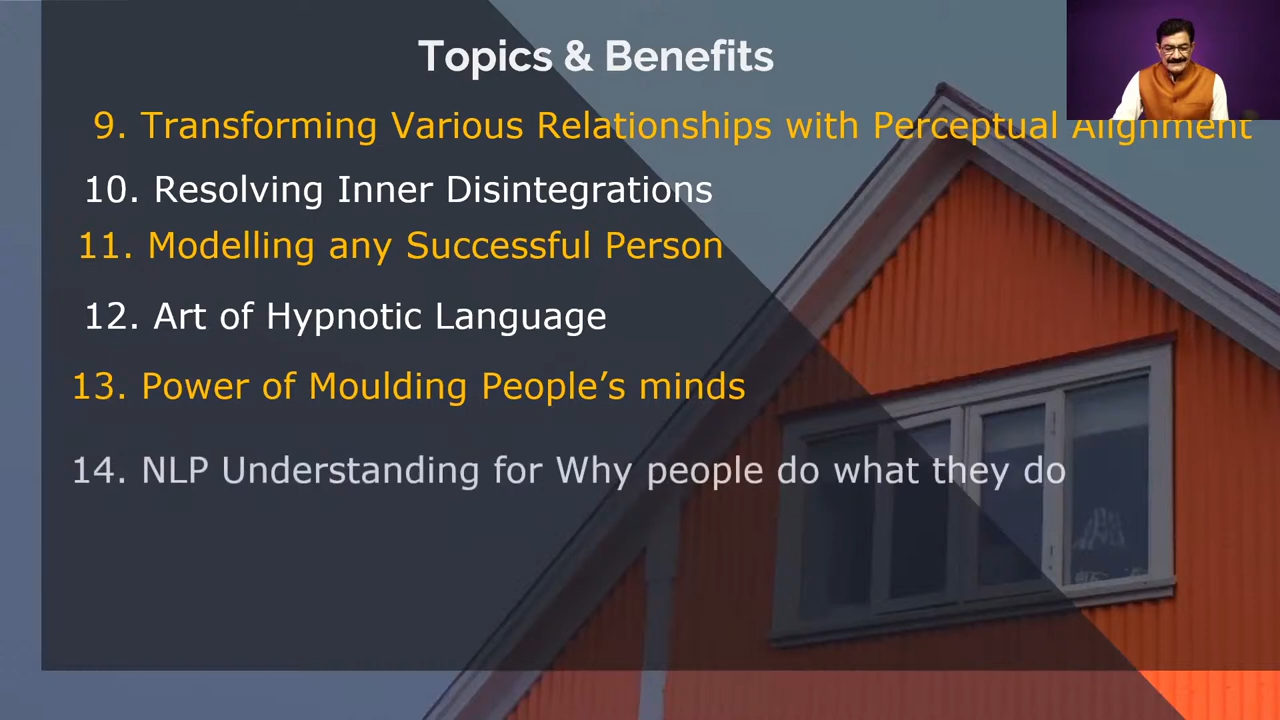 Topics & Benefits
9. Transforming Various Relationships with Perceptual Alignment
10. Resolving Inner Disintegrations
11. Modelling any Successful Person
12. Art of Hypnotic Language
13. Power of Moulding People’s minds
14. NLP Understanding for Why people do what they do